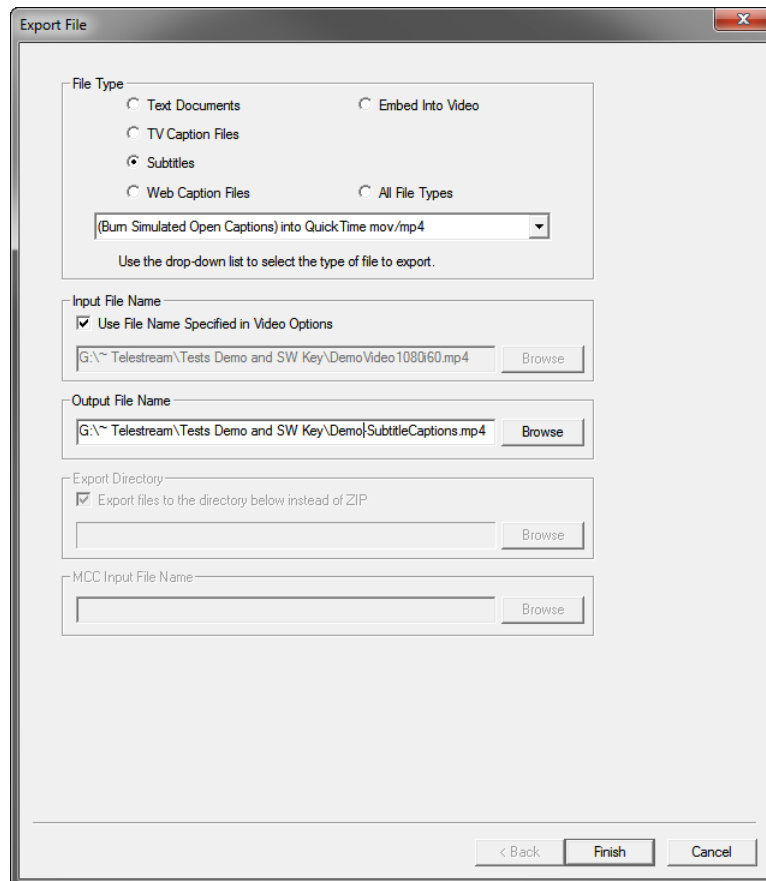 Export File
File Type
Text Documents
Embed Into Video
TV Caption Files
Subtitles
Web Caption Files
All File Types
(Burn Simulated Open Captions) into QuickTime mov/mp4
Use the drop-down list to select the type of file to export.
Input File Name
Use File Name Specified in Video Options
G:\~ Telestream\Tests Demo and SW Key\DemoVideo1080i60.mp4
Browse
Output File Name
G:\~ Telestream\Tests Demo and SW Key\Demo-SubtitleCaptions.mp4
Browse
Export Directory
Export files to the directory below instead of ZIP
Browse
MCC Input File Name
Browse
< Back
Finish
Cancel